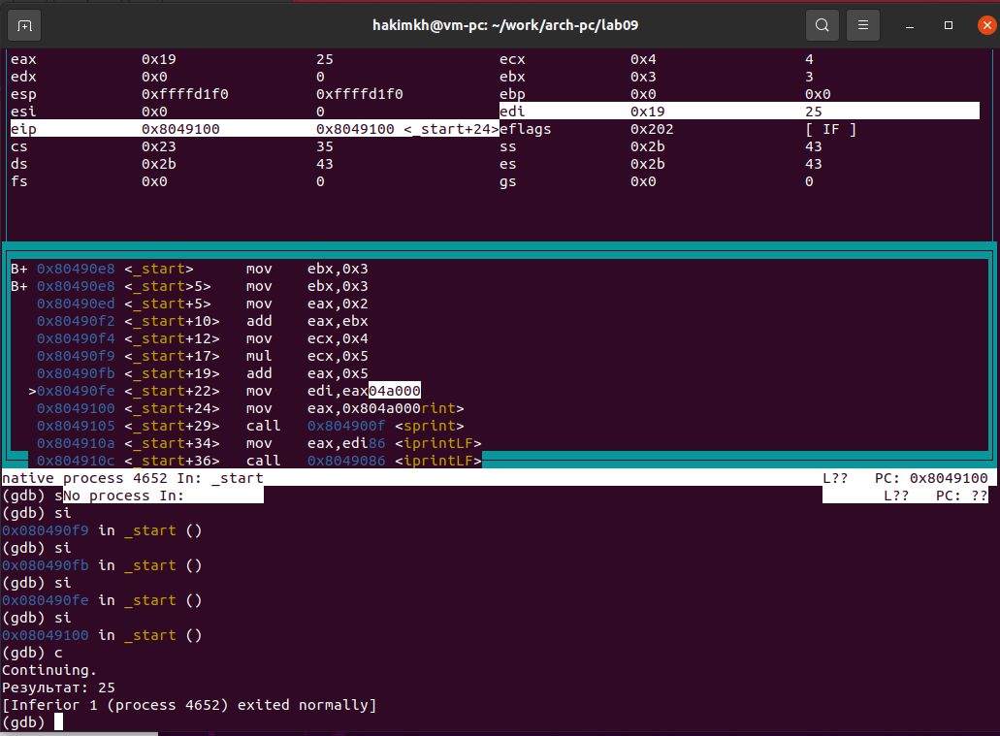 hakimkh@vm-pc: ~/work/arch-pc/lab09
eax 0x19 25 ecx 0x4 4
edx 0x0 0 ebx 0x3 3
esp 0xffffd1f0 0xffffd1f0 ebp 0x0 0x0
esi 0x0 0 edi 0x19 25
eip 0x8049100 0x8049100 <_start+24>eflags 0x202 [ IF ]
cs 0x23 35 ss 0x2b 43
ds 0x2b 43 es 0x2b 43
fs 0x0 0 gs 0x0 0
B+ 0x80490e8 <_start> mov ebx,0x3
B+ 0x80490e8 <_start>5> mov ebx,0x3
0x80490ed <_start+5> mov eax,0x2
0x80490f2 <_start+10> add eax,ebx
0x80490f4 <_start+12> mov ecx,0x4
0x80490f9 <_start+17> mul ecx,0x5
0x80490fb <_start+19> add eax,0x5
>0x80490fe <_start+22> mov edi,eax04a000
0x8049100 <_start+24> mov eax,0x804a000rint>
0x8049105 <_start+29> call 0x804900f <sprint>
0x804910a <_start+34> mov eax,edi86 <iprintLF>
0x804910c <_start+36> call 0x8049086 <iprintLF>
native process 4652 In: _start L?? PC: 0x8049100
(gdb) sNo process In: L?? PC: ??
(gdb) si
0x080490f9 in _start ()
(gdb) si
0x080490fb in _start ()
(gdb) si
0x080490fe in _start ()
(gdb) si
0x08049100 in _start ()
(gdb) c
Continuing.
Результат: 25
[Inferior 1 (process 4652) exited normally]
(gdb)